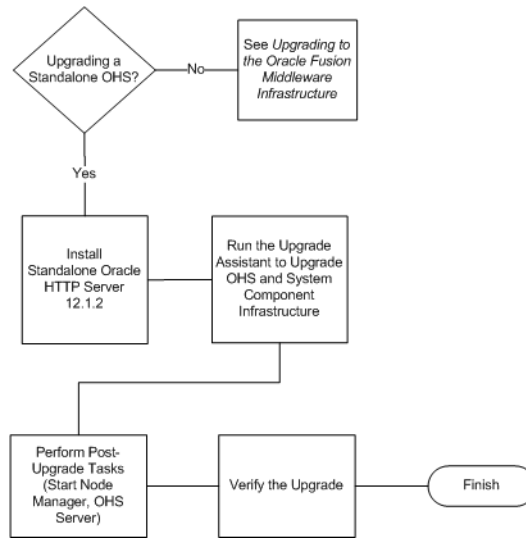 Upgrading a
Standalone OHS?
No
See Upgrading to
the Oracle Fusion
Middleware
Infrastructure
Yes
Install
Standalone Oracle
HTTP Server
12.1.2
Run the Upgrade
Assistant to Upgrade
OHS and System
Component
Infrastructure
Perform Post-
Upgrade Tasks
(Start Node
Manager, OHS
Server)
Verify the Upgrade
Finish